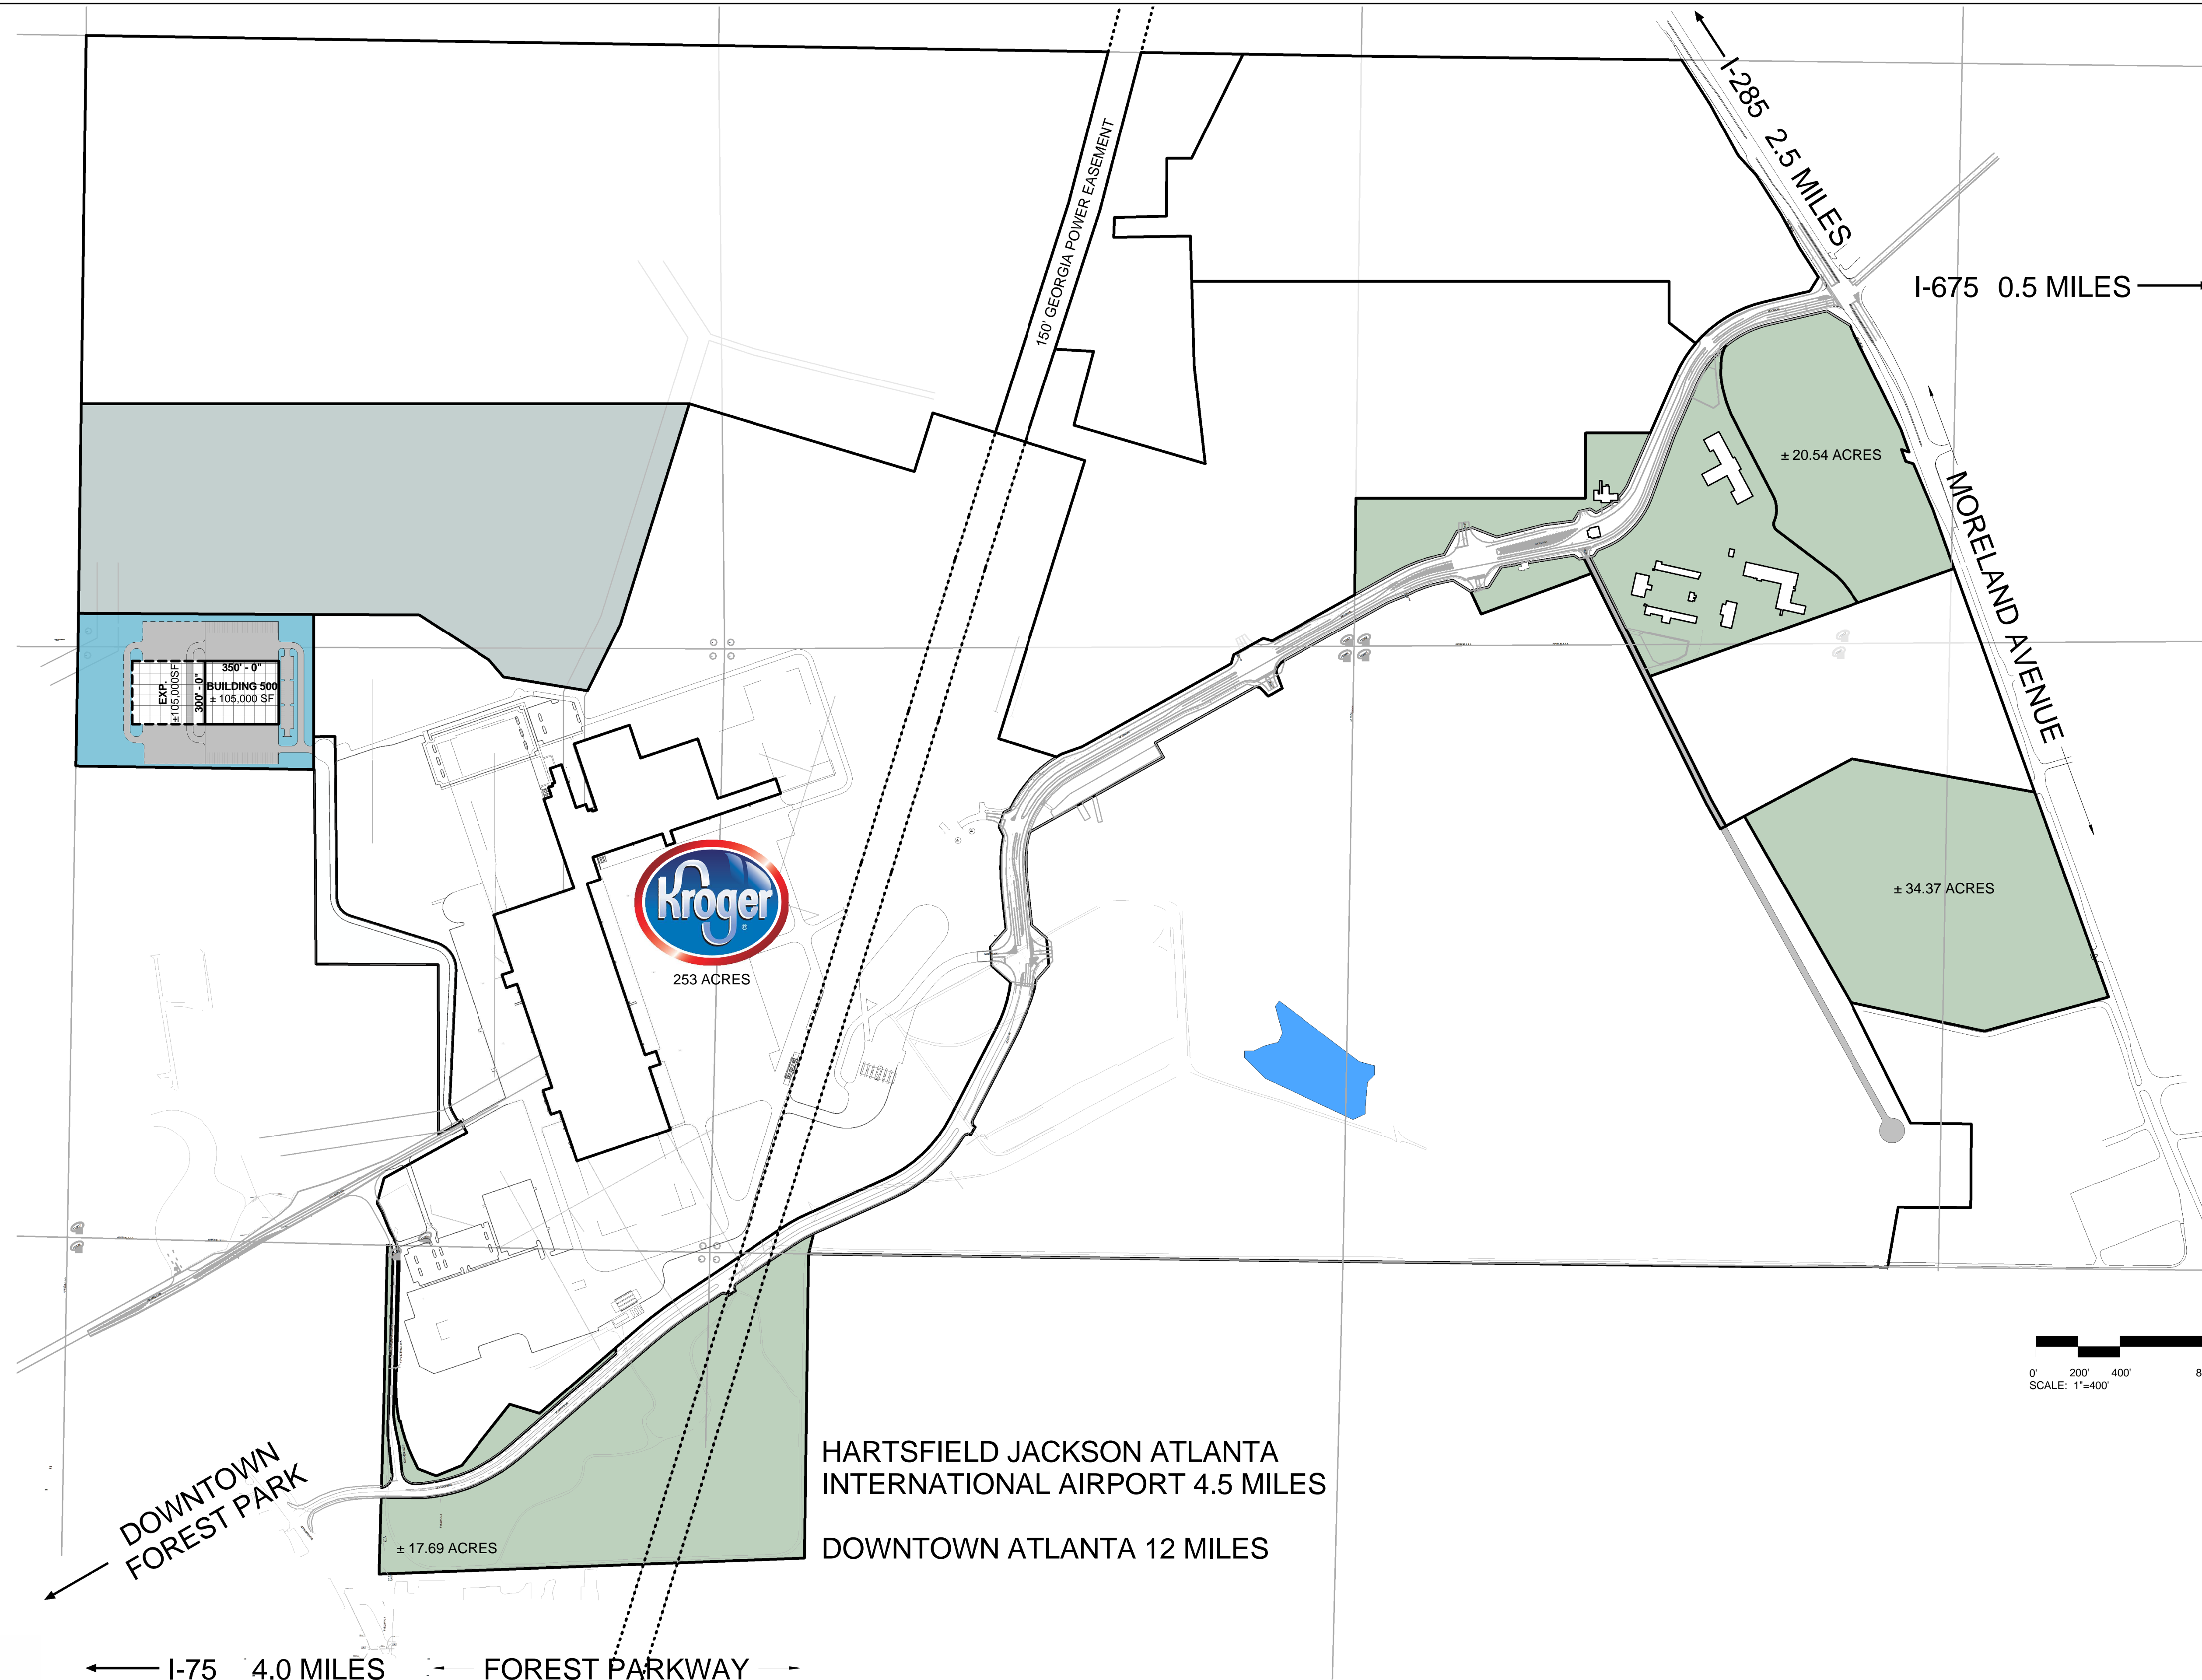 I-285 2.5 MILES
150' GEORGIA POWER EASEMENT
I-675 0.5 MILES
± 20.54 ACRES
MORELAND AVENUE
350' - 0"
EXP.
±105,000SF
300' - 0"
BUILDING 500
± 105,000 SF
Kroger
®
253 ACRES
± 34.37 ACRES
0' 200' 400' 8
SCALE: 1"=400'
HARTSFIELD JACKSON ATLANTA
INTERNATIONAL AIRPORT 4.5 MILES
DOWNTOWN ATLANTA 12 MILES
DOWNTOWN
FOREST PARK
± 17.69 ACRES
I-75 4.0 MILES
FOREST PARKWAY